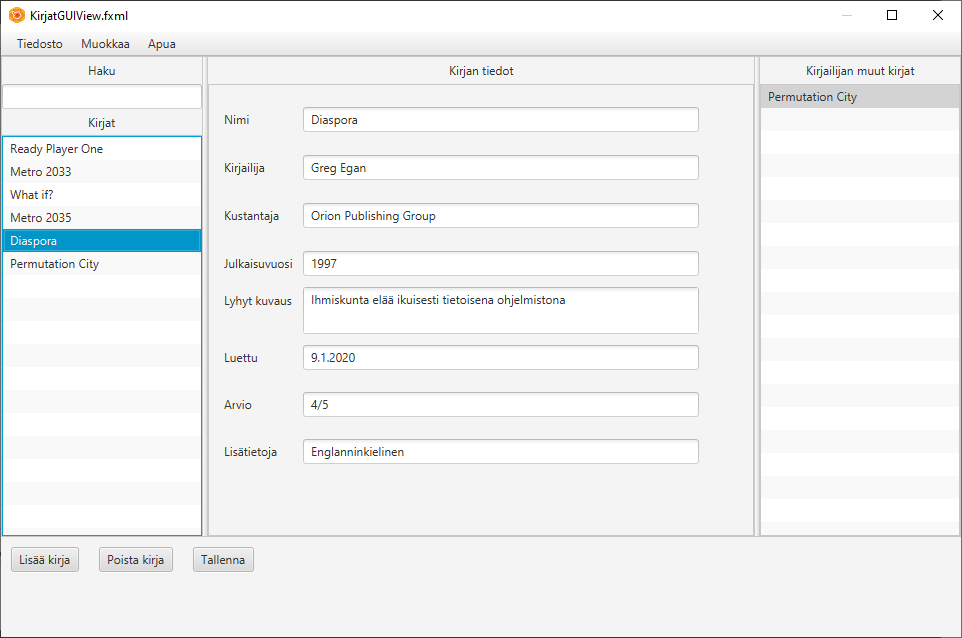 KirjatGUIView.fxml
Tiedosto Muokkaa Apua
Haku
Kirjat
Ready Player One
Metro 2033
What if?
Metro 2035
Diaspora
Permutation City
Kirjan tiedot
Nimi Diaspora
Kirjailija Greg Egan
Kustantaja Orion Publishing Group
Julkaisuvuosi 1997
Lyhyt kuvaus Ihmiskunta elää ikuisesti tietoisena ohjelmistona
Luettu 9.1.2020
Arvio 4/5
Lisätietoja Englanninkielinen
Kirjailijan muut kirjat
Permutation City
Lisää kirja Poista kirja Tallenna